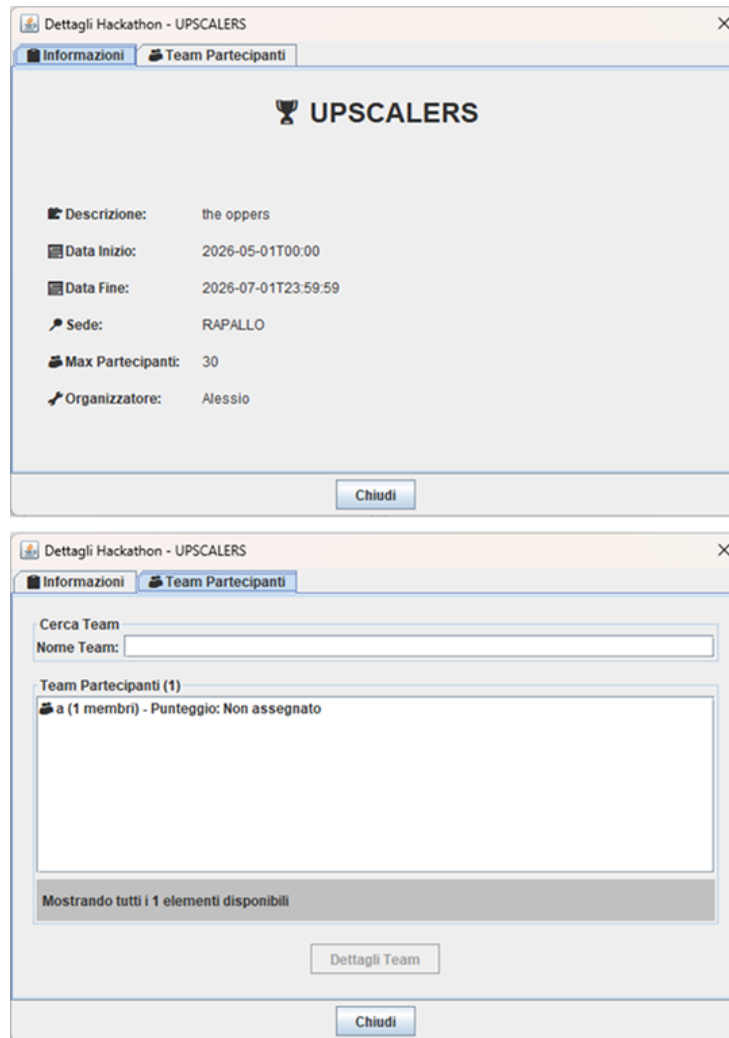 Dettagli Hackathon - UPSCALERS
Informazioni Team Partecipanti
UPSCALERS
Descrizione: the oppers
Data Inizio: 2026-05-01T00:00
Data Fine: 2026-07-01T23:59:59
Sede: RAPALLO
Max Partecipanti: 30
Organizzatore: Alessio
Chiudi
Dettagli Hackathon - UPSCALERS
Informazioni Team Partecipanti
Cerca Team
Nome Team:
Team Partecipanti (1)
a (1 membri) - Punteggio: Non assegnato
Mostrando tutti i 1 elementi disponibili
Dettagli Team
Chiudi